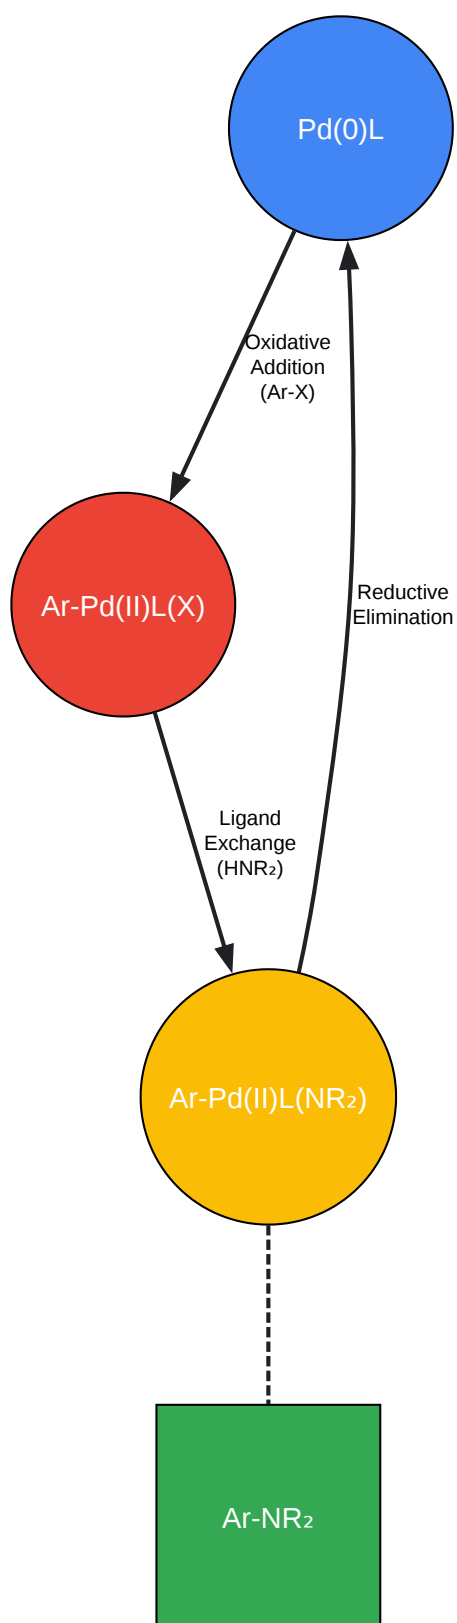 Pd(0)L
Oxidative
Addition
(Ar-X)
Ar-Pd(II)L(X)
Reductive
Elimination
Ligand
Exchange
(HNR₂)
Ar-Pd(II)L(NR₂)
Ar-NR₂